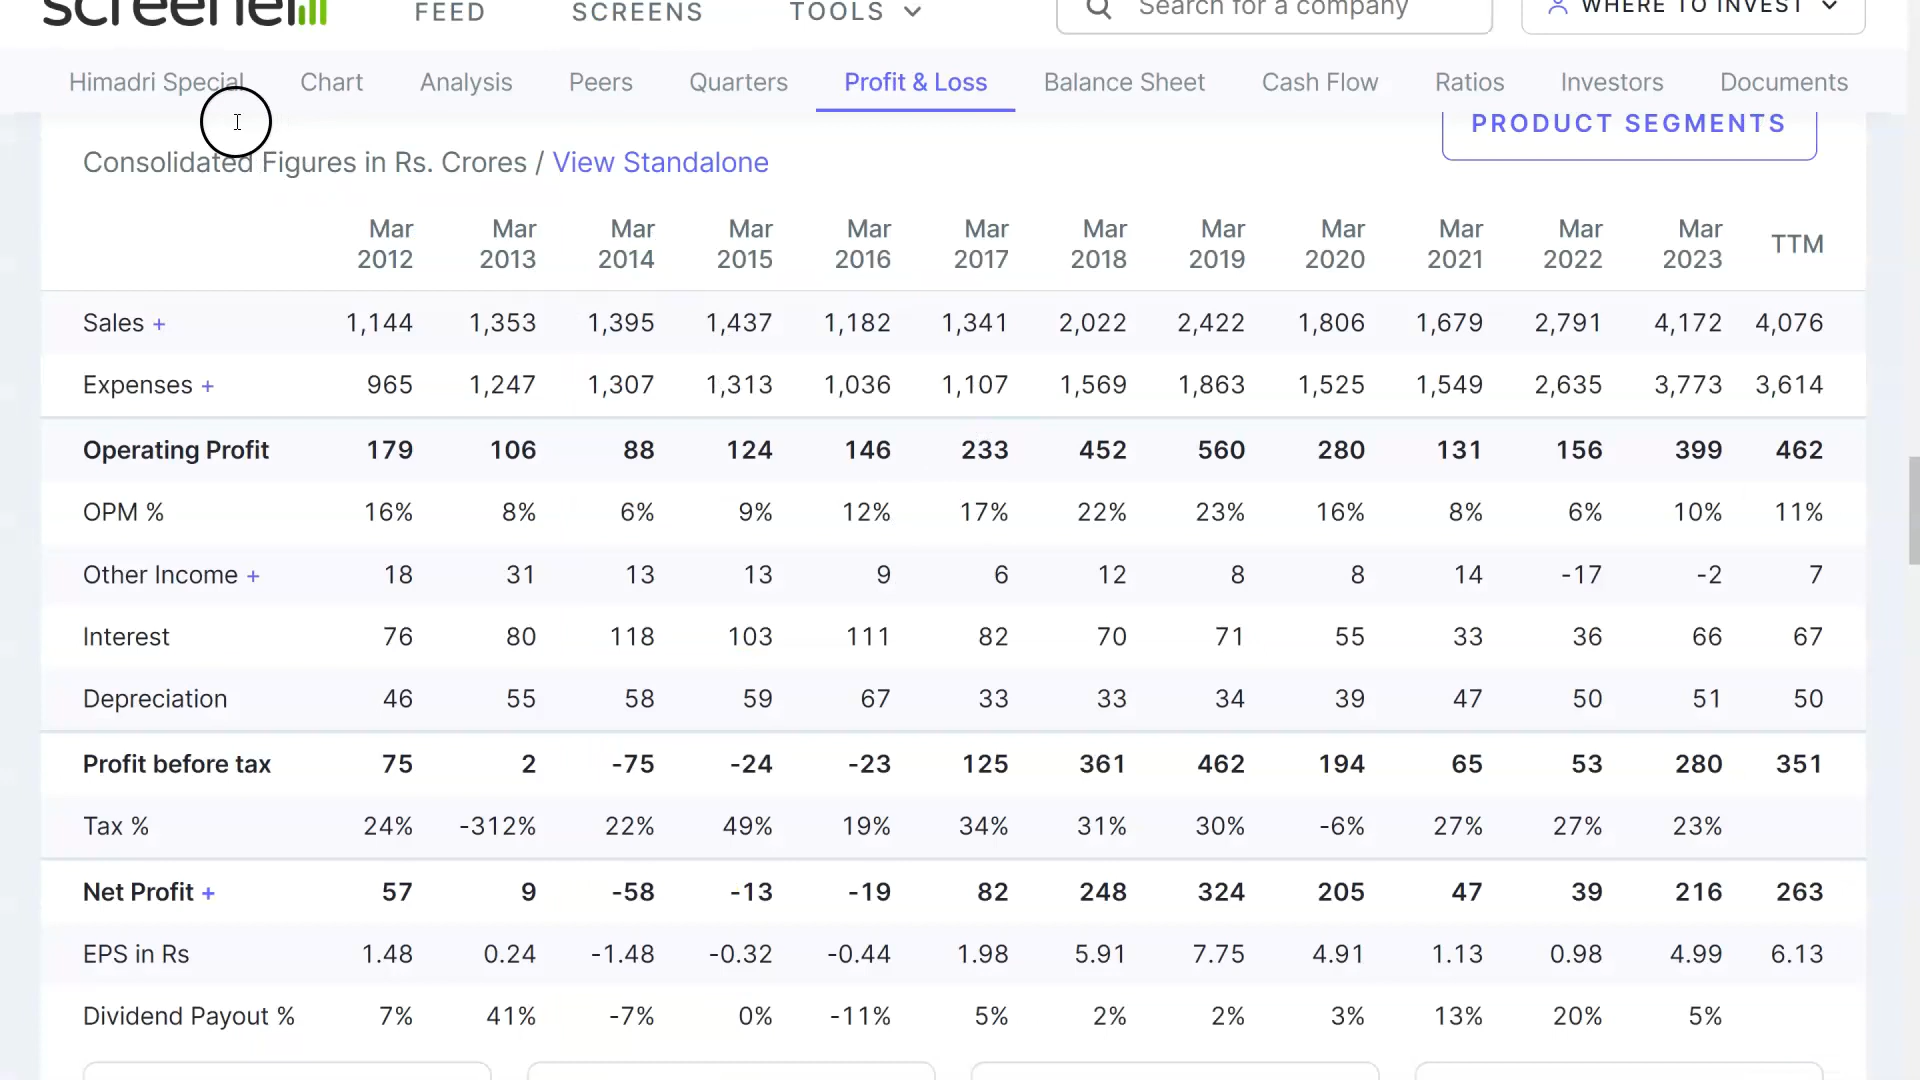 screener
FEED SCREENS TOOLS Search for a company WHERE TO INVEST
Himadri Special Chart Analysis Peers Quarters Profit & Loss Balance Sheet Cash Flow Ratios Investors Documents
PRODUCT SEGMENTS
Consolidated Figures in Rs. Crores / View Standalone
Mar 2012 Mar 2013 Mar 2014 Mar 2015 Mar 2016 Mar 2017 Mar 2018 Mar 2019 Mar 2020 Mar 2021 Mar 2022 Mar 2023 TTM
Sales + 1,144 1,353 1,395 1,437 1,182 1,341 2,022 2,422 1,806 1,679 2,791 4,172 4,076
Expenses + 965 1,247 1,307 1,313 1,036 1,107 1,569 1,863 1,525 1,549 2,635 3,773 3,614
Operating Profit 179 106 88 124 146 233 452 560 280 131 156 399 462
OPM % 16% 8% 6% 9% 12% 17% 22% 23% 16% 8% 6% 10% 11%
Other Income + 18 31 13 13 9 6 12 8 8 14 -17 -2 7
Interest 76 80 118 103 111 82 70 71 55 33 36 66 67
Depreciation 46 55 58 59 67 33 33 34 39 47 50 51 50
Profit before tax 75 2 -75 -24 -23 125 361 462 194 65 53 280 351
Tax % 24% -312% 22% 49% 19% 34% 31% 30% -6% 27% 27% 23%
Net Profit + 57 9 -58 -13 -19 82 248 324 205 47 39 216 263
EPS in Rs 1.48 0.24 -1.48 -0.32 -0.44 1.98 5.91 7.75 4.91 1.13 0.98 4.99 6.13
Dividend Payout % 7% 41% -7% 0% -11% 5% 2% 2% 3% 13% 20% 5%